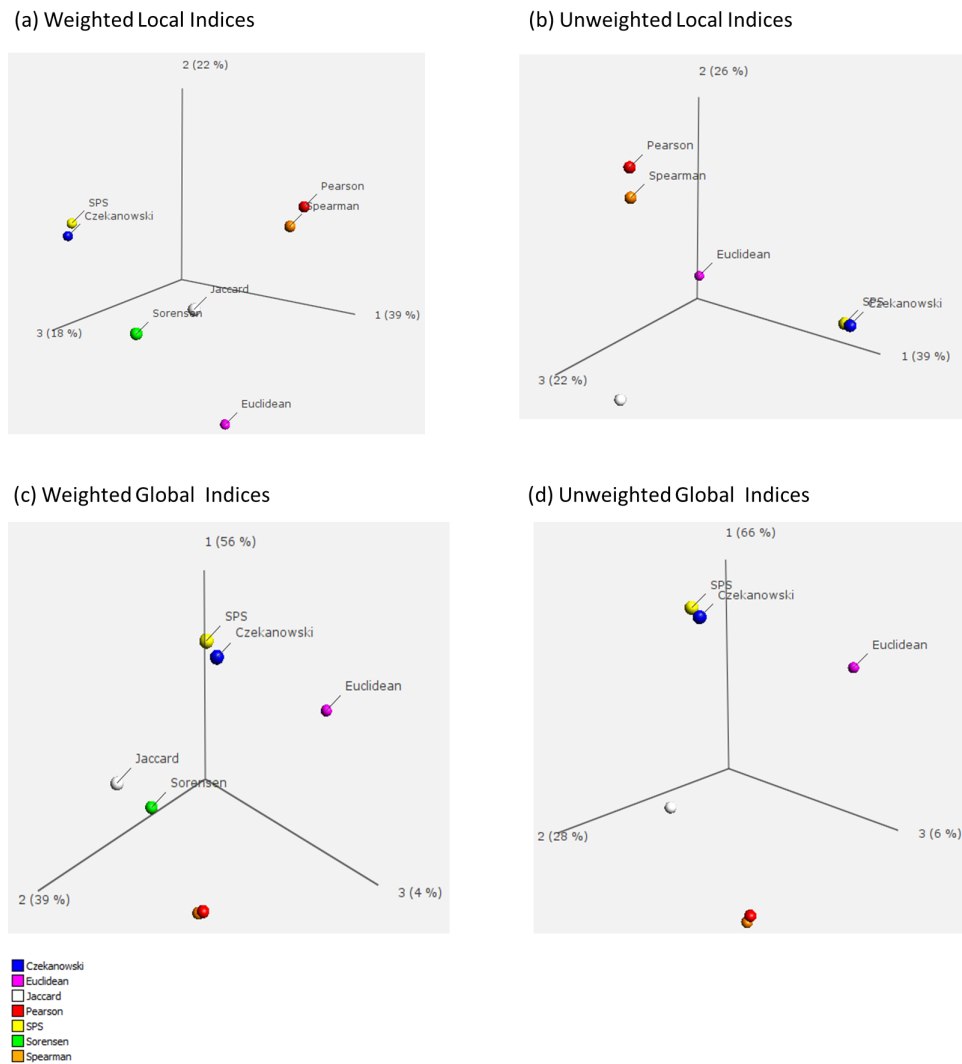 (a) Weighted Local Indices
(b) Unweighted Local Indices
2 (22 %)
Pearson
Spearman
SPS
Czekanowski
Jaccard
Sorensen
1 (39 %)
3 (18 %)
Euclidean
2 (26 %)
Pearson
Spearman
Euclidean
SPS
Czekanowski
1 (39 %)
3 (22 %)
(c) Weighted Global Indices
(d) Unweighted Global Indices
1 (56 %)
SPS
Czekanowski
Euclidean
Jaccard
Sorensen
2 (39 %)
3 (4 %)
1 (66 %)
SPS
Czekanowski
Euclidean
2 (28 %)
3 (6 %)
Czekanowski
Euclidean
Jaccard
Pearson
SPS
Sorensen
Spearman